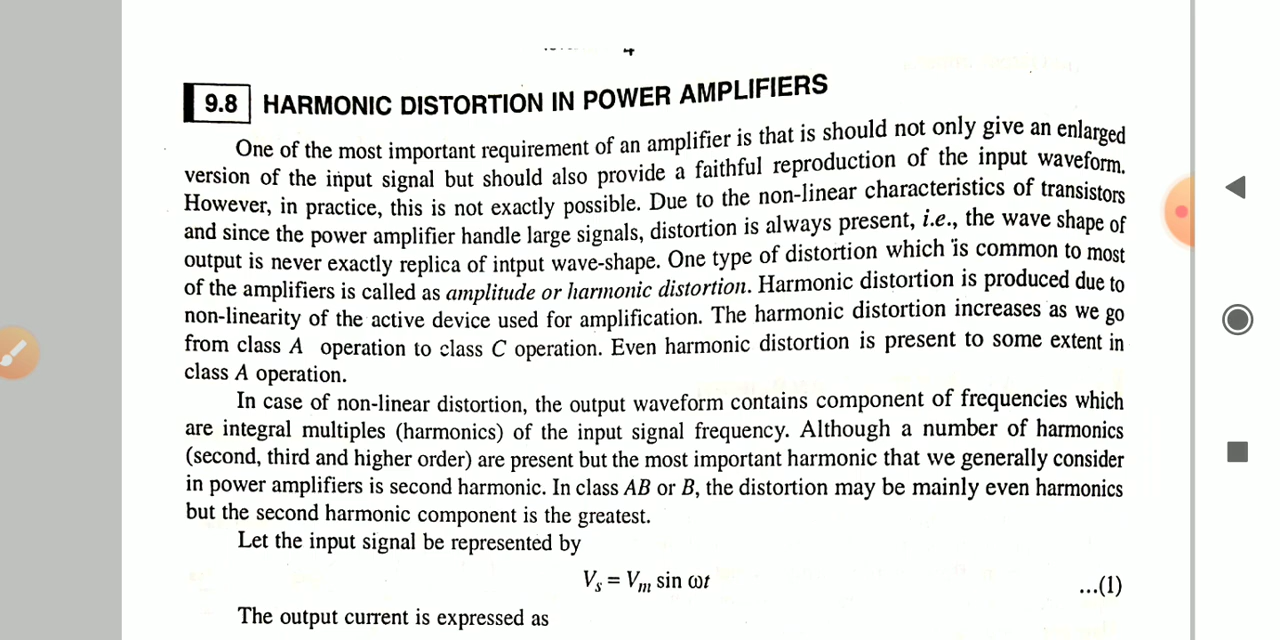 9.8 HARMONIC DISTORTION IN POWER AMPLIFIERS
One of the most important requirement of an amplifier is that is should not only give an enlarged
version of the input signal but should also provide a faithful reproduction of the input waveform.
However, in practice, this is not exactly possible. Due to the non-linear characteristics of transistors
and since the power amplifier handle large signals, distortion is always present, i.e., the wave shape of
output is never exactly replica of intput wave-shape. One type of distortion which is common to most
of the amplifiers is called as amplitude or harmonic distortion. Harmonic distortion is produced due to
non-linearity of the active device used for amplification. The harmonic distortion increases as we go
from class A operation to class C operation. Even harmonic distortion is present to some extent in
class A operation.
In case of non-linear distortion, the output waveform contains component of frequencies which
are integral multiples (harmonics) of the input signal frequency. Although a number of harmonics
(second, third and higher order) are present but the most important harmonic that we generally consider
in power amplifiers is second harmonic. In class AB or B, the distortion may be mainly even harmonics
but the second harmonic component is the greatest.
Let the input signal be represented by
Vs = Vm sin ωt ...(1)
The output current is expressed as